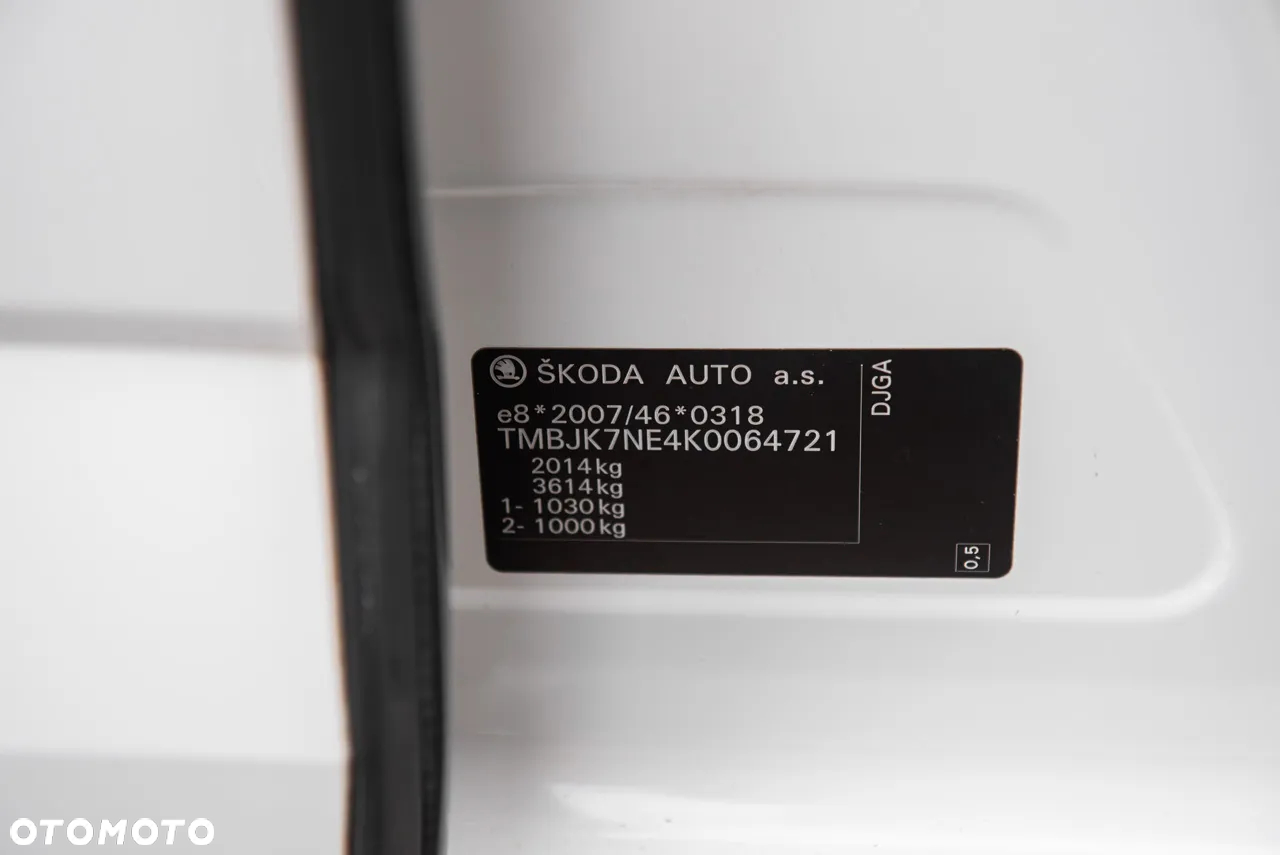 ŠKODA AUTO a.s.
e8*2007/46*0318
TMBJK7NE4K0064721
2014kg
3614kg
1- 1030kg
2- 1000kg
DJGA
0,5
OTOMOTO